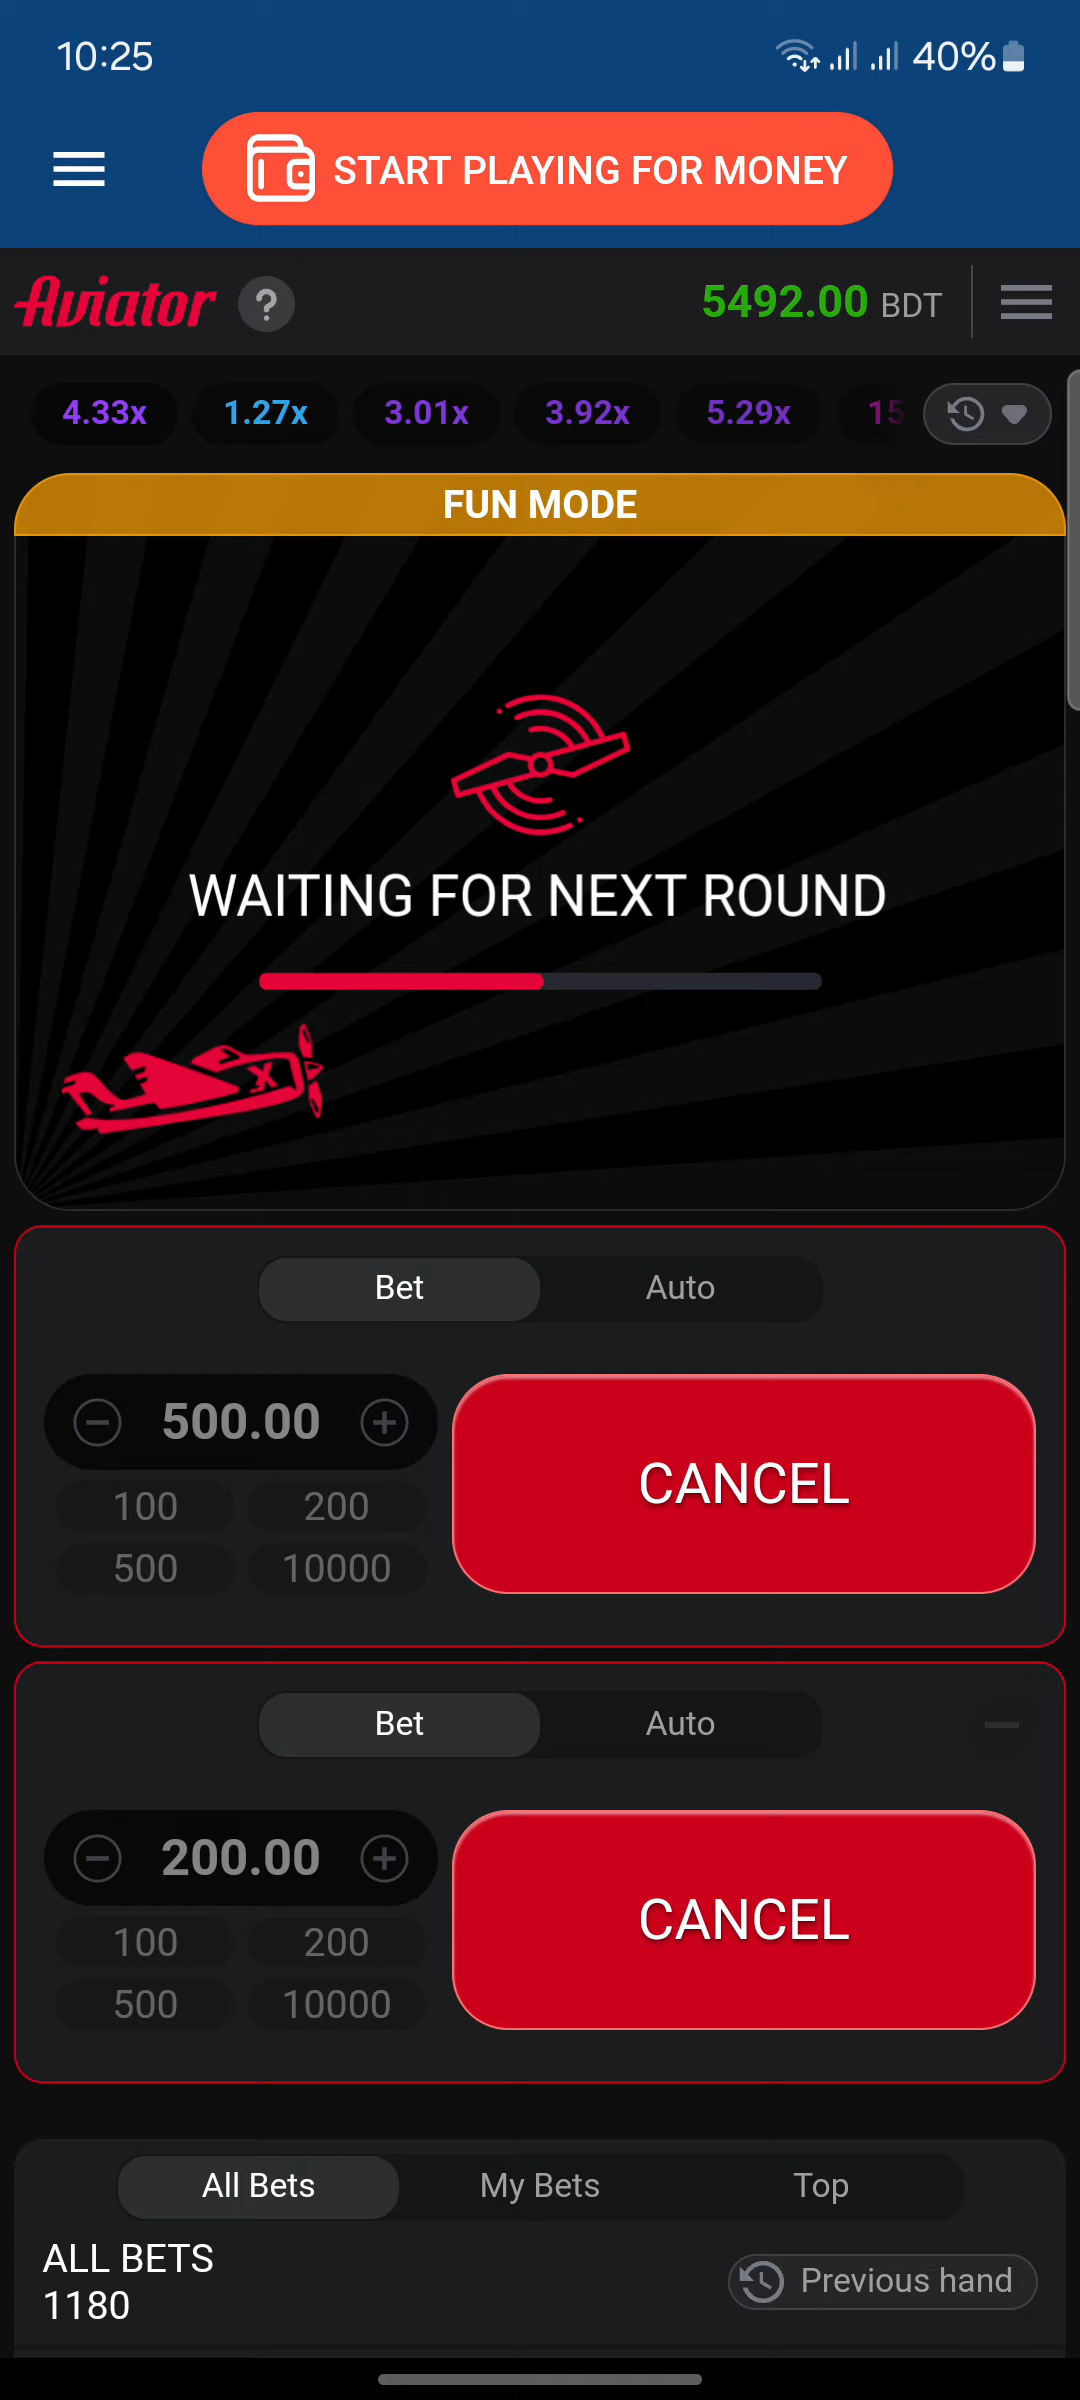 10:25
40%
START PLAYING FOR MONEY
Aviator ? 5492.00 BDT
4.33x 1.27x 3.01x 3.92x 5.29x 15
FUN MODE
WAITING FOR NEXT ROUND
X
Bet Auto
500.00
100 200
500 10000
CANCEL
Bet Auto
200.00
100 200
500 10000
CANCEL
All Bets My Bets Top
ALL BETS
1180
Previous hand